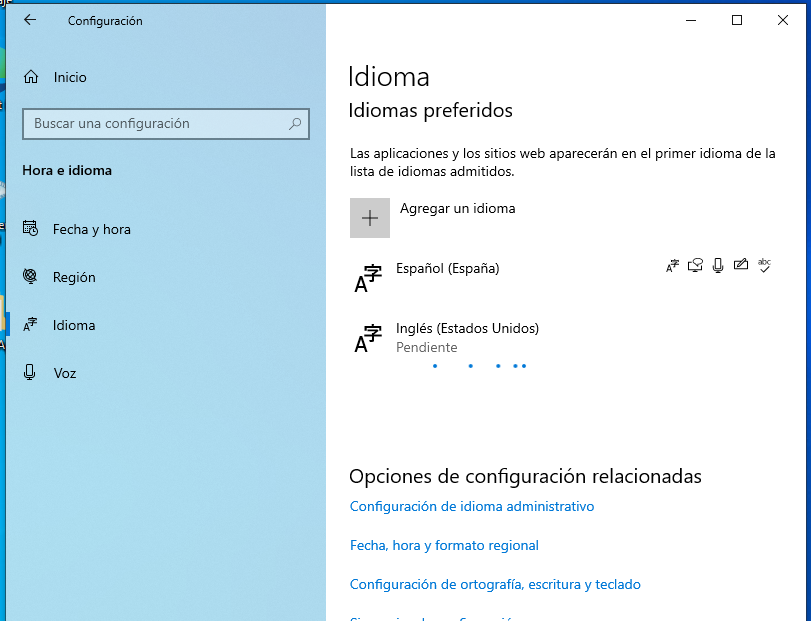 Configuración
Inicio
Buscar una configuración
Hora e idioma
Fecha y hora
Región
Idioma
Voz
Idioma
Idiomas preferidos
Las aplicaciones y los sitios web aparecerán en el primer idioma de la
lista de idiomas admitidos.
Agregar un idioma
Español (España)
Inglés (Estados Unidos)
Pendiente
Opciones de configuración relacionadas
Configuración de idioma administrativo
Fecha, hora y formato regional
Configuración de ortografía, escritura y teclado